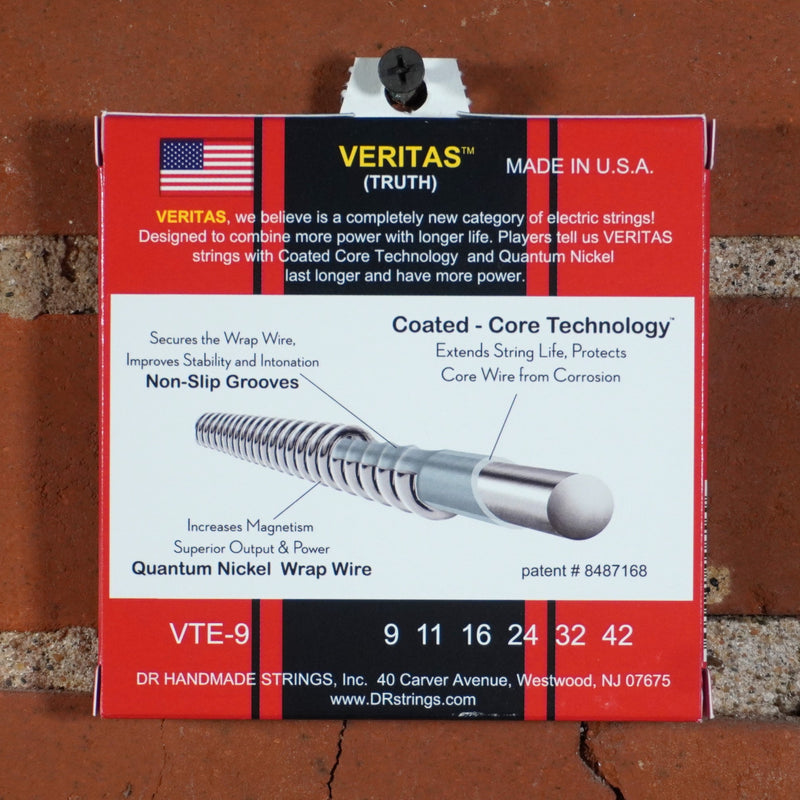 VERITAS™
(TRUTH)
MADE IN U.S.A.
VERITAS, we believe is a completely new category of electric strings!
Designed to combine more power with longer life. Players tell us VERITAS
strings with Coated Core Technology and Quantum Nickel
last longer and have more power.
Coated - Core Technology™
Extends String Life, Protects
Core Wire from Corrosion
Secures the Wrap Wire,
Improves Stability and Intonation
Non-Slip Grooves
Increases Magnetism
Superior Output & Power
Quantum Nickel Wrap Wire
patent # 8487168
VTE-9
9 11 16 24 32 42
DR HANDMADE STRINGS, Inc. 40 Carver Avenue, Westwood, NJ 07675
www.DRstrings.com